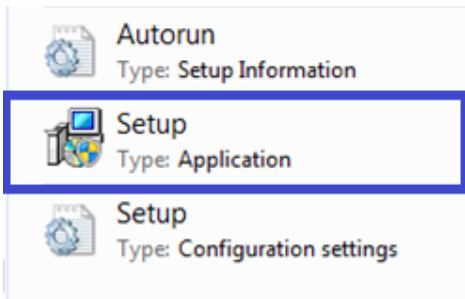 Autorun
Type: Setup Information
Setup
Type: Application
Setup
Type: Configuration settings